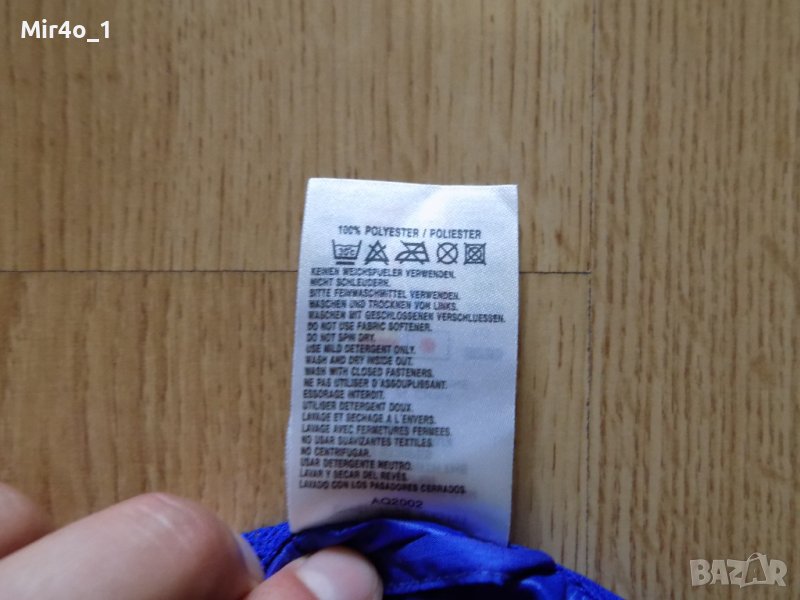 Mir4o_1
100% POLYESTER / POLIESTER
30C
KEINEN WEICHSPUELER VERWENDEN.
NICHT SCHLEUDERN.
BITTE FEINWASCHMITTEL VERWENDEN.
WASCHEN UND TROCKNEN VON LINKS.
WASCHEN MIT GESCHLOSSENEN VERSCHLUESSEN.
DO NOT USE FABRIC SOFTENER.
DO NOT SPIN DRY.
USE MILD DETERGENT ONLY.
WASH AND DRY INSIDE OUT.
WASH WITH CLOSED FASTENERS.
NE PAS UTILISER D'ASSOUPLISSANT.
ESSORAGE INTERDIT.
UTILISER DETERGENT DOUX.
LAVAGE ET SECHAGE A L'ENVERS.
LAVAGE AVEC FERMETURES FERMEES.
NO USAR SUAVIZANTES TEXTILES.
NO CENTRIFUGAR.
USAR DETERGENTE NEUTRO.
LAVAR Y SECAR DEL REVÉS.
LAVADO CON LOS PASADORES CERRADOS.
AQ2002
BAZAR